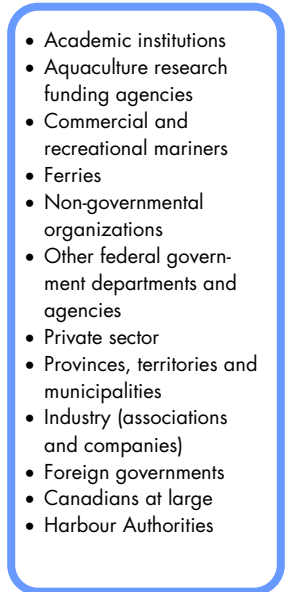 • Academic institutions
• Aquaculture research
funding agencies
• Commercial and
recreational mariners
• Ferries
• Non-governmental
organizations
• Other federal govern-
ment departments and
agencies
• Private sector
• Provinces, territories and
municipalities
• Industry (associations
and companies)
• Foreign governments
• Canadians at large
• Harbour Authorities